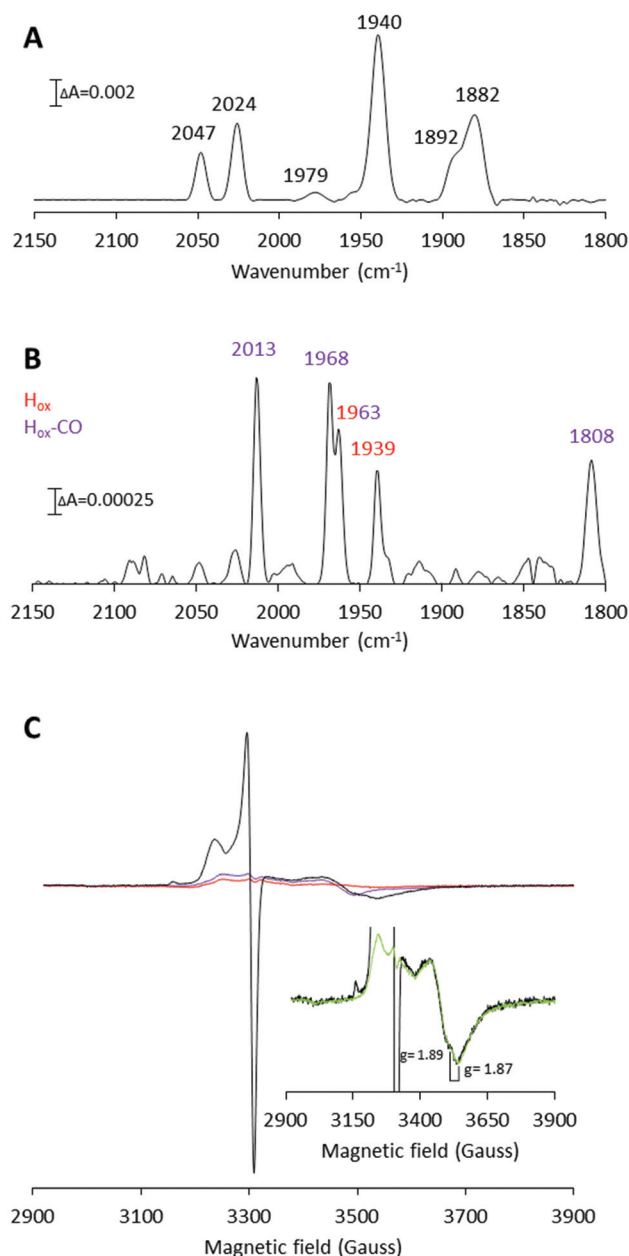 A
1940
ΔA=0.002
2024
2047
1882
1892
1979
2150 2100 2050 2000 1950 1900 1850 1800
Wavenumber (cm-1)
B
2013
1968
Hox
Hox-CO
1963
1939
1808
ΔA=0.00025
2150 2100 2050 2000 1950 1900 1850 1800
Wavenumber (cm-1)
C
g= 1.89
g= 1.87
2900 3150 3400 3650 3900
Magnetic field (Gauss)
2900 3100 3300 3500 3700 3900
Magnetic field (Gauss)